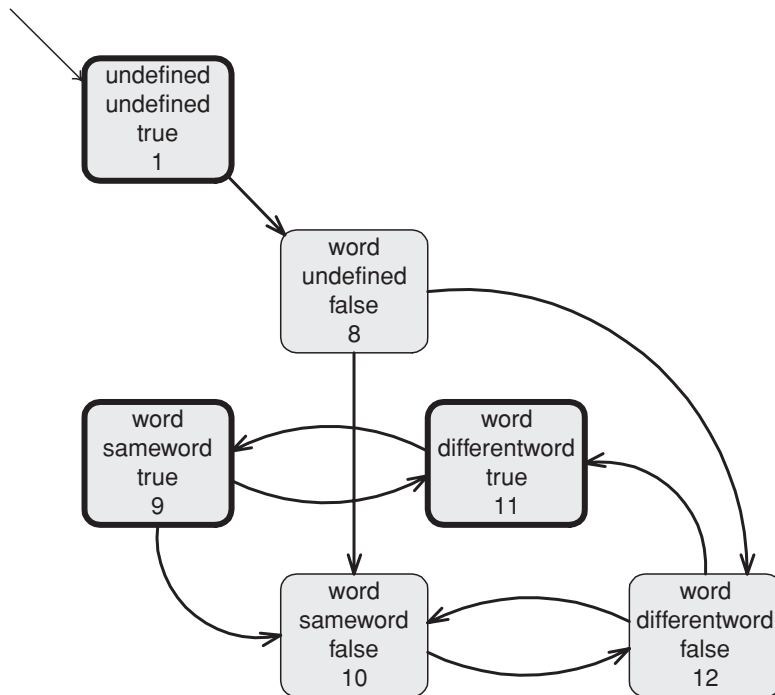 undefined
undefined
true
1
word
undefined
false
8
word
sameword
true
9
word
differentword
true
11
word
sameword
false
10
word
differentword
false
12